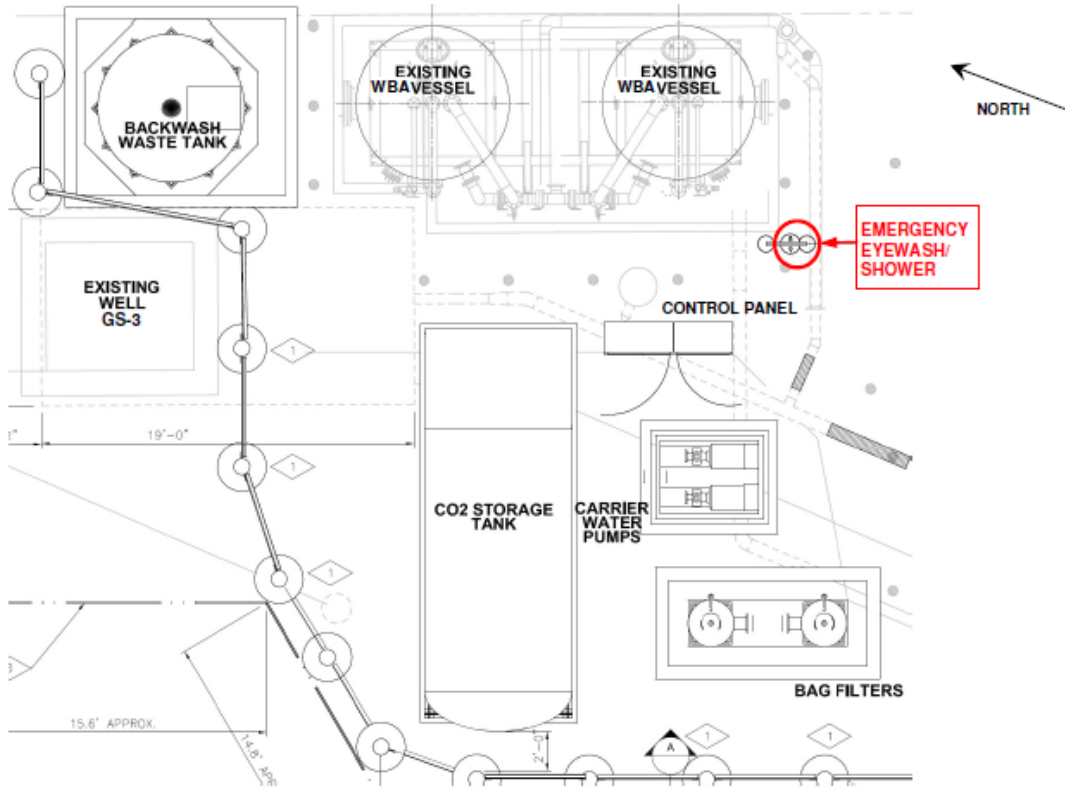 EXISTING
WBA VESSEL
EXISTING
WBA VESSEL
NORTH
BACKWASH
WASTE TANK
EMERGENCY
EYEWASH/
SHOWER
EXISTING
WELL
GS-3
CONTROL PANEL
1
19'-0"
1
CO2 STORAGE
TANK
CARRIER
WATER
PUMPS
1
BAG FILTERS
15.6' APPROX.
14.8'
2'-0"
A
1
1